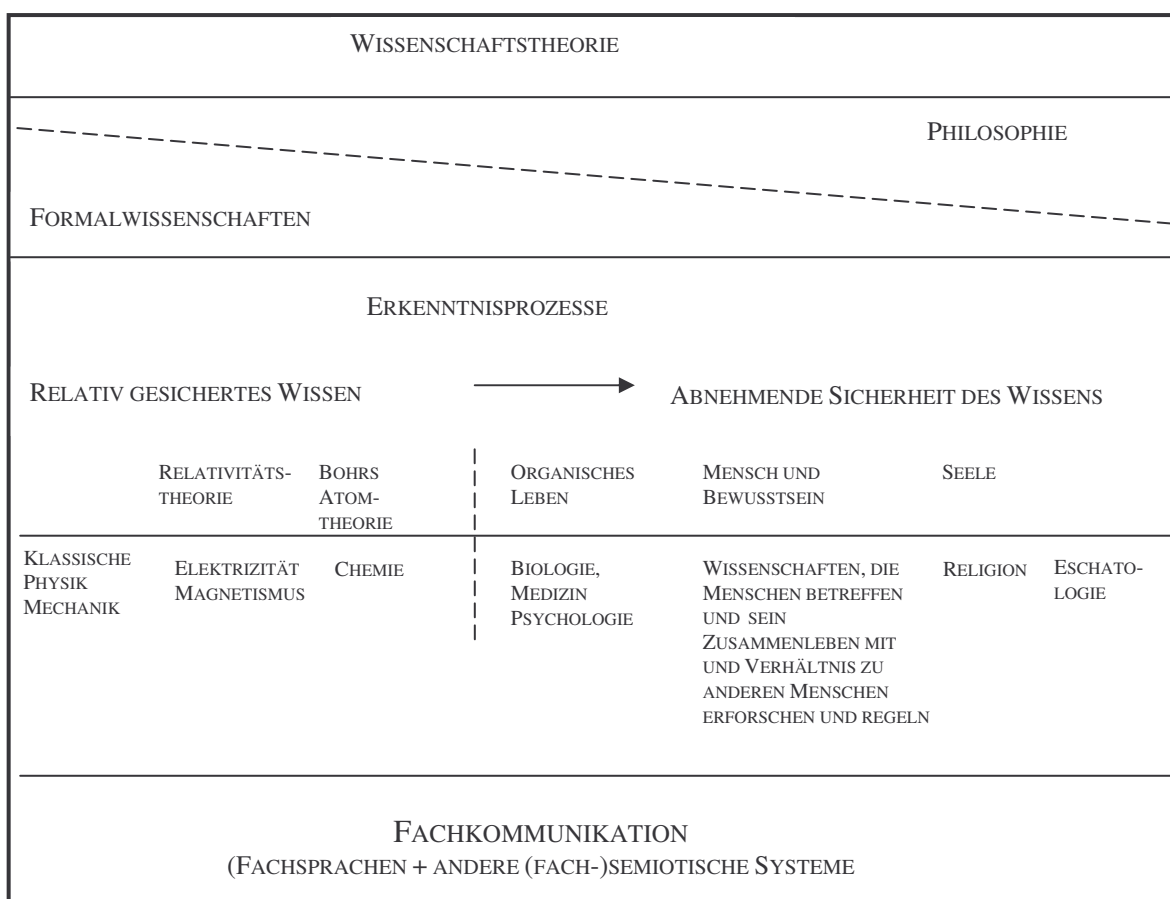 WISSENSCHAFTSTHEORIE
PHILOSOPHIE
FORMALWISSENSCHAFTEN
ERKENNTNISPROZESSE
RELATIV GESICHERTES WISSEN
ABNEHMENDE SICHERHEIT DES WISSENS
RELATIVITÄTS-
THEORIE
BOHRS
ATOM-
THEORIE
ORGANISCHES
LEBEN
MENSCH UND
BEWUSSTSEIN
SEELE
KLASSISCHE
PHYSIK
MECHANIK
ELEKTRIZITÄT
MAGNETISMUS
CHEMIE
BIOLOGIE,
MEDIZIN
PSYCHOLOGIE
WISSENSCHAFTEN, DIE
MENSCHEN BETREFFEN
UND SEIN
ZUSAMMENLEBEN MIT
UND VERHÄLTNIS ZU
ANDEREN MENSCHEN
ERFORSCHEN UND REGELN
RELIGION
ESCHATO-
LOGIE
FACHKOMMUNIKATION
(FACHSPRACHEN + ANDERE (FACH-)SEMIOTISCHE SYSTEME